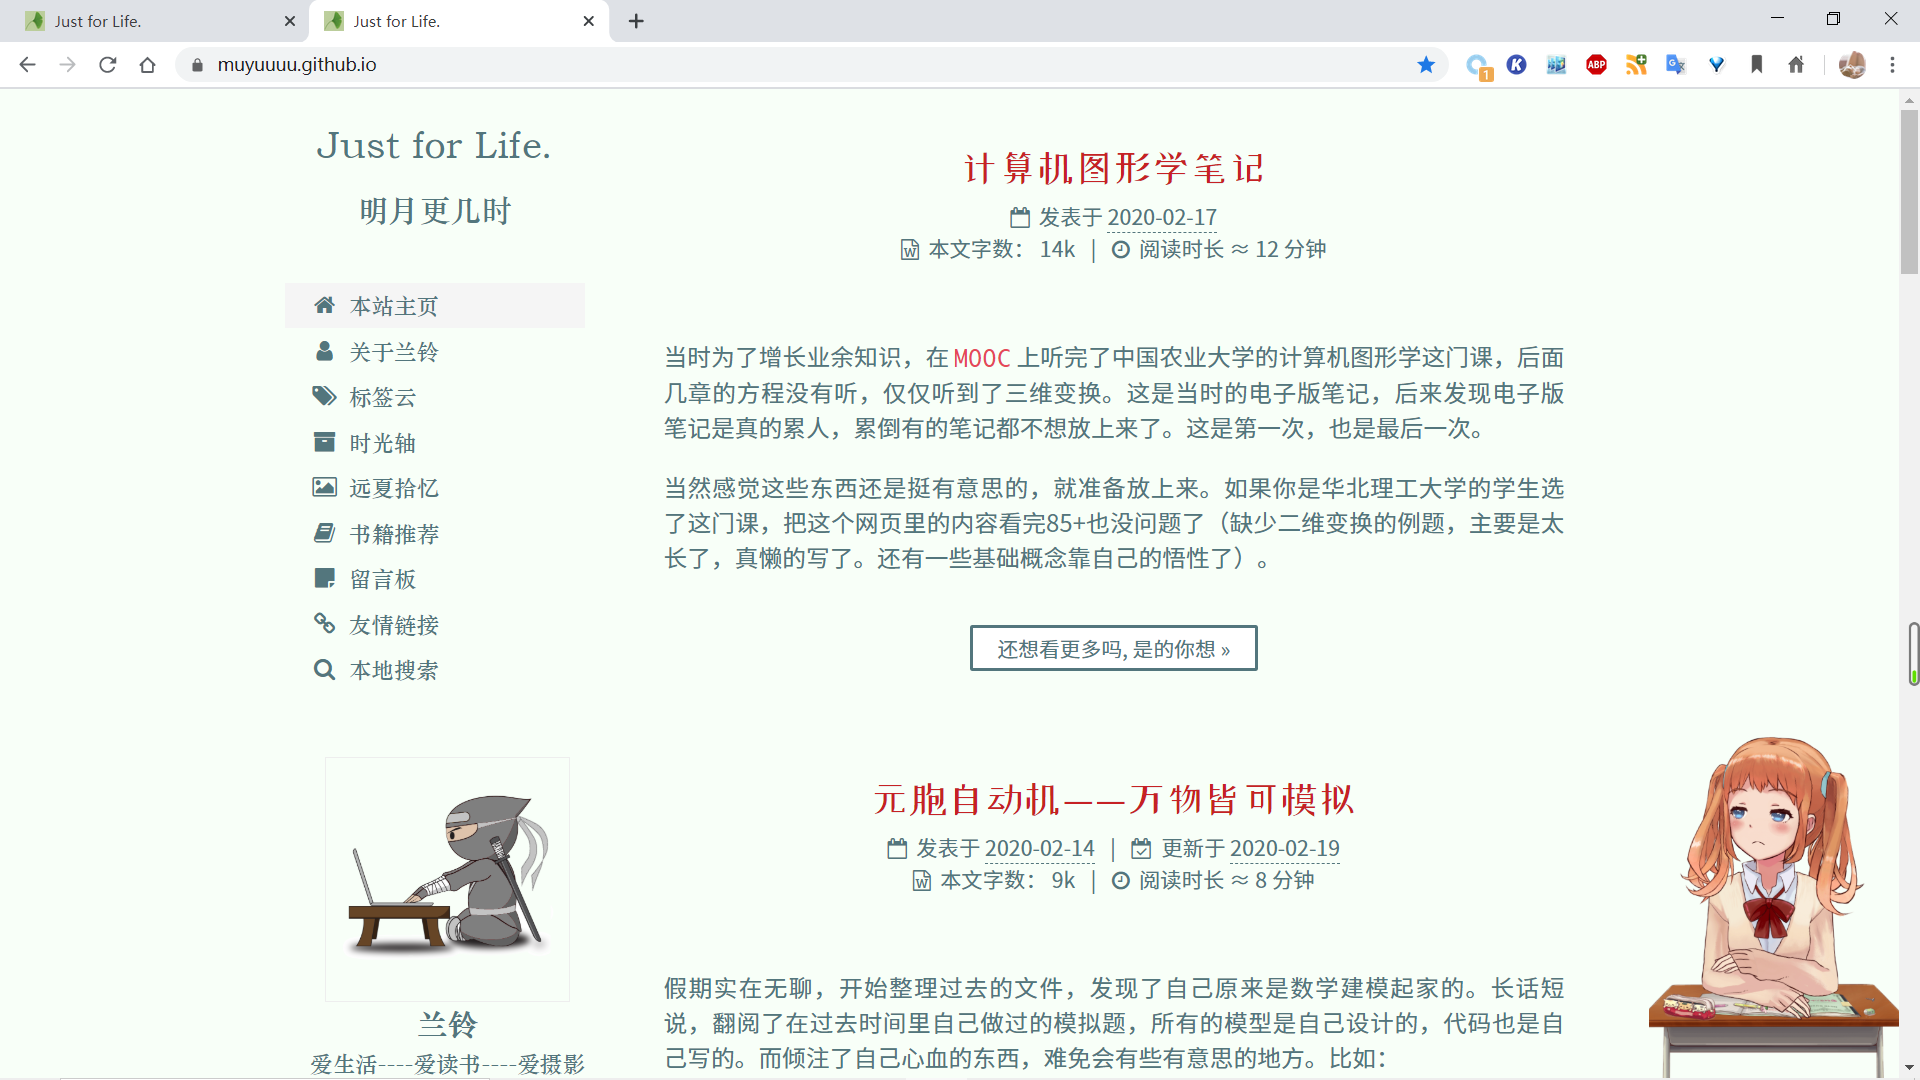 Just for Life.
Just for Life.
muyuuuu.github.io
1
K
ABP
G
Just for Life.
明月更几时
本站主页
关于兰铃
标签云
时光轴
远夏拾忆
书籍推荐
留言板
友情链接
本地搜索
兰铃
爱生活----爱读书----爱摄影
计算机图形学笔记
发表于 2020-02-17
本文字数： 14k | 阅读时长 ≈ 12 分钟
当时为了增长业余知识，在 MOOC 上听完了中国农业大学的计算机图形学这门课，后面
几章的方程没有听，仅仅听到了三维变换。这是当时的电子版笔记，后来发现电子版
笔记是真的累人，累倒有的笔记都不想放上来了。这是第一次，也是最后一次。
当然感觉这些东西还是挺有意思的，就准备放上来。如果你是华北理工大学的学生选
了这门课，把这个网页里的内容看完85+也没问题了（缺少二维变换的例题，主要是太
长了，真懒的写了。还有一些基础概念靠自己的悟性了）。
还想看更多吗, 是的你想 »
元胞自动机——万物皆可模拟
发表于 2020-02-14 | 更新于 2020-02-19
本文字数： 9k | 阅读时长 ≈ 8 分钟
假期实在无聊，开始整理过去的文件，发现了自己原来是数学建模起家的。长话短
说，翻阅了在过去时间里自己做过的模拟题，所有的模型是自己设计的，代码也是自
己写的。而倾注了自己心血的东西，难免会有些有意思的地方。比如：